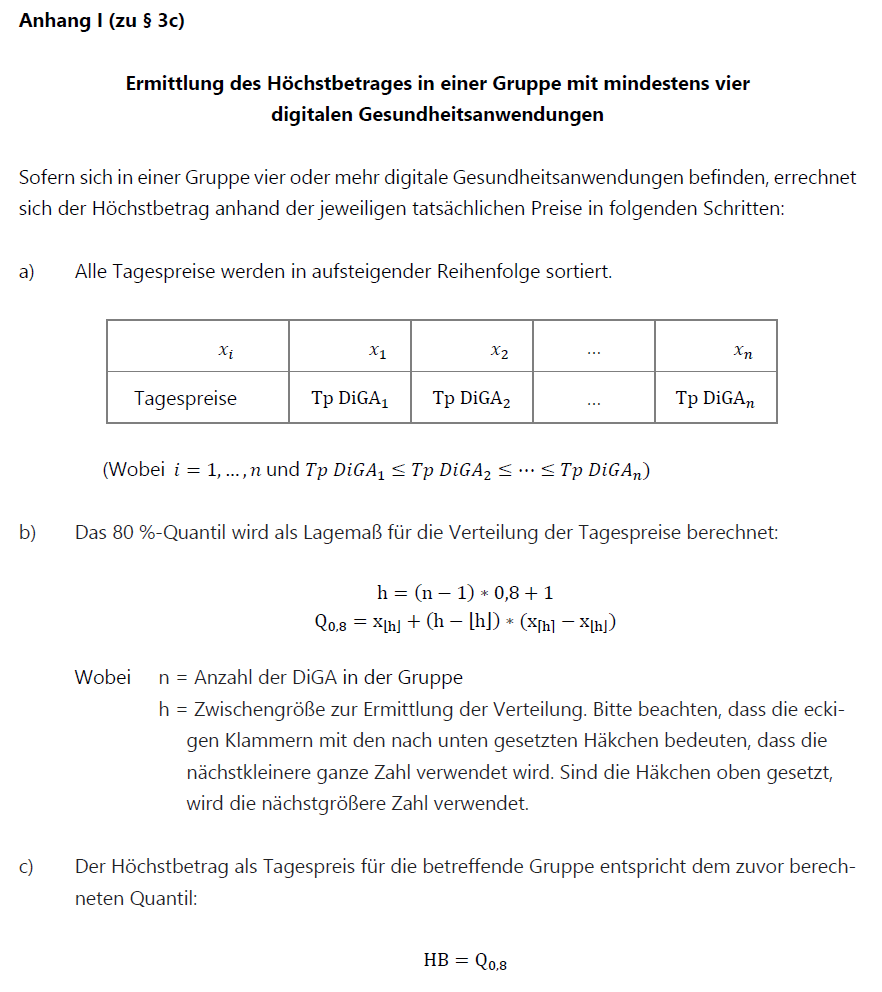 Anhang I (zu § 3c)
Ermittlung des Höchstbetrages in einer Gruppe mit mindestens vier
digitalen Gesundheitsanwendungen
Sofern sich in einer Gruppe vier oder mehr digitale Gesundheitsanwendungen befinden, errechnet
sich der Höchstbetrag anhand der jeweiligen tatsächlichen Preise in folgenden Schritten:
a) Alle Tagespreise werden in aufsteigender Reihenfolge sortiert.
xᵢ x₁ x₂ … xₙ
Tagespreise Tp DiGA₁ Tp DiGA₂ … Tp DiGAₙ
(Wobei i = 1, … , n und Tp DiGA₁ ≤ Tp DiGA₂ ≤ ⋯ ≤ Tp DiGAₙ)
b) Das 80 %-Quantil wird als Lagemaß für die Verteilung der Tagespreise berechnet:
h = (n − 1) ∗ 0,8 + 1
Q0,8 = x⌊h⌋ + (h − ⌊h⌋) ∗ (x⌈h⌉ − x⌊h⌋)
Wobei n = Anzahl der DiGA in der Gruppe
h = Zwischengröße zur Ermittlung der Verteilung. Bitte beachten, dass die ecki-
gen Klammern mit den nach unten gesetzten Häkchen bedeuten, dass die
nächstkleinere ganze Zahl verwendet wird. Sind die Häkchen oben gesetzt,
wird die nächstgrößere Zahl verwendet.
c) Der Höchstbetrag als Tagespreis für die betreffende Gruppe entspricht dem zuvor berech-
neten Quantil:
HB = Q0,8